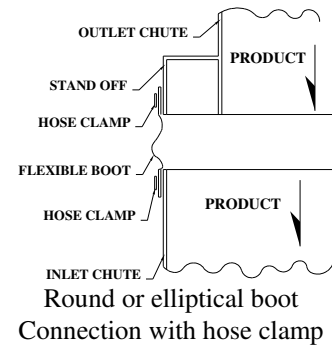 OUTLET CHUTE
PRODUCT
STAND OFF
HOSE CLAMP
FLEXIBLE BOOT
HOSE CLAMP
PRODUCT
INLET CHUTE
Round or elliptical boot
Connection with hose clamp